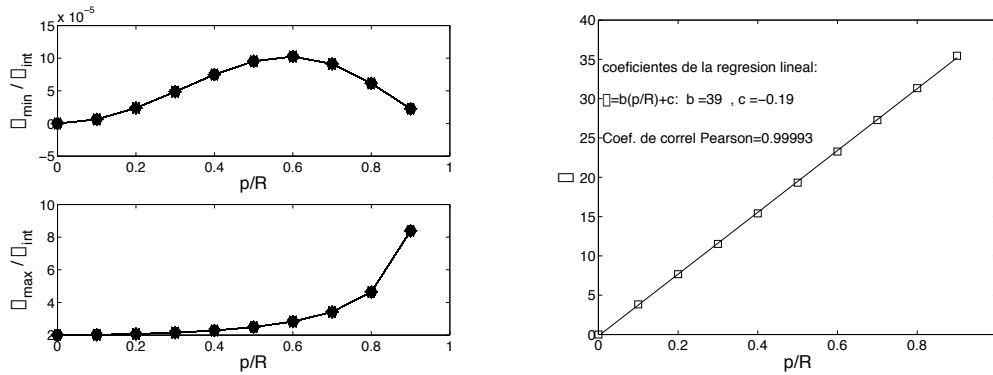 x 10⁻⁵
15
10
5
0
−5
0 0.2 0.4 0.6 0.8 1
p/R
□min / □int
10
8
6
4
2
0 0.2 0.4 0.6 0.8 1
p/R
□max / □int
40
35
30
25
20
15
10
5
0
0 0.2 0.4 0.6 0.8
p/R
□
coeficientes de la regresion lineal:
□=b(p/R)+c: b =39 , c =−0.19
Coef. de correl Pearson=0.99993